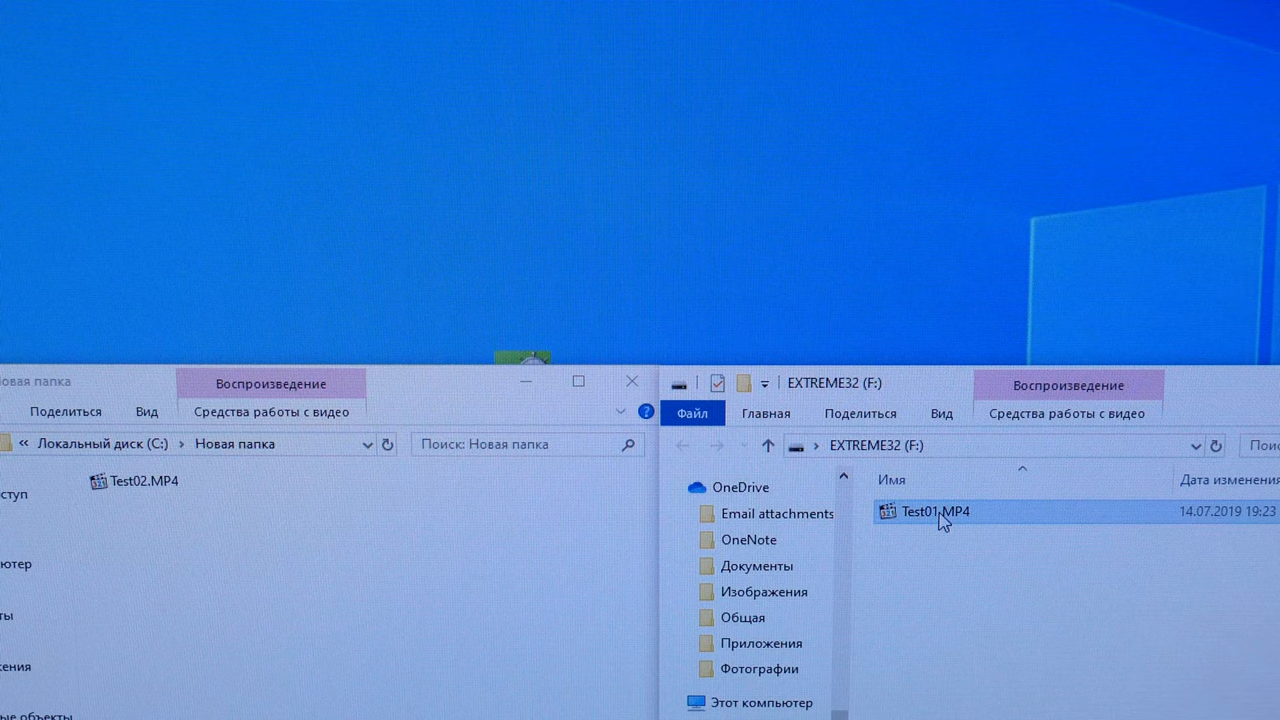 овая папка
Воспроизведение
Поделиться
Вид
Средства работы с видео
« Локальный диск (C:) › Новая папка
Поиск: Новая папка
Test02.MP4
ступ
ютер
ты
жения
ые объекты
EXTREME32 (F:)
Воспроизведение
Файл
Главная
Поделиться
Вид
Средства работы с видео
EXTREME32 (F:)
Поис
Имя
Дата изменения
Test01.MP4
14.07.2019 19:23
OneDrive
Email attachments
OneNote
Документы
Изображения
Общая
Приложения
Фотографии
Этот компьютер